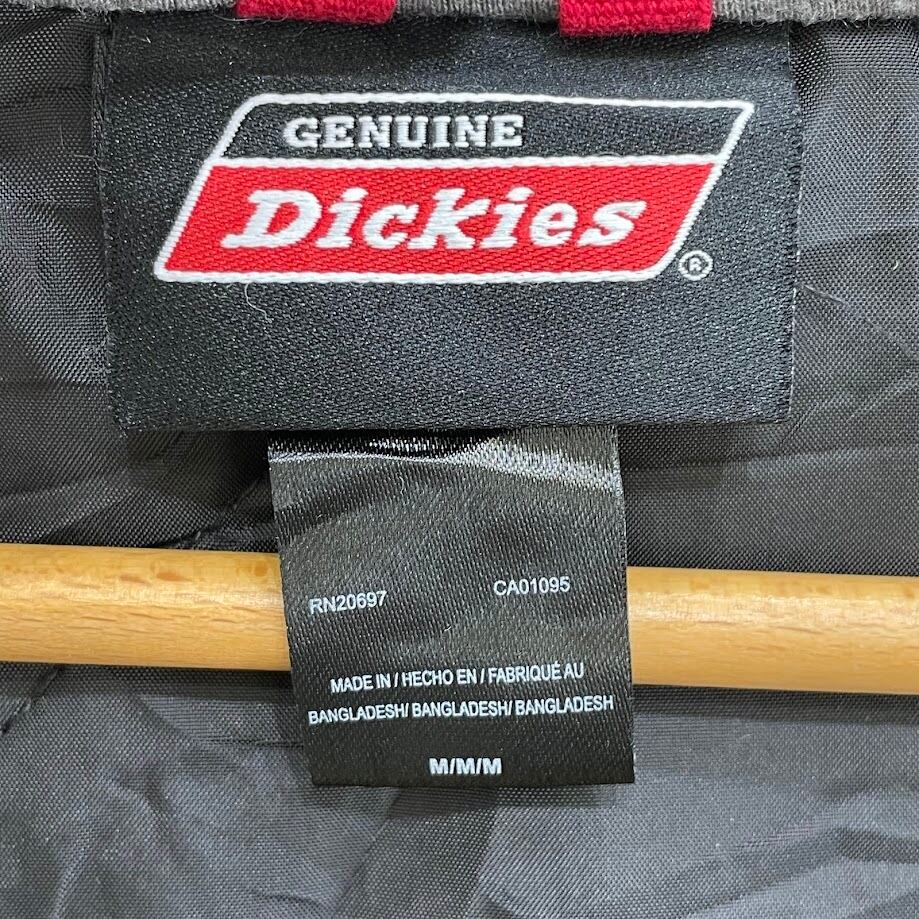 GENUINE
Dickies®
RN20697 CA01095
MADE IN / HECHO EN / FABRIQUÉ AU
BANGLADESH/ BANGLADESH/ BANGLADESH
M/M/M